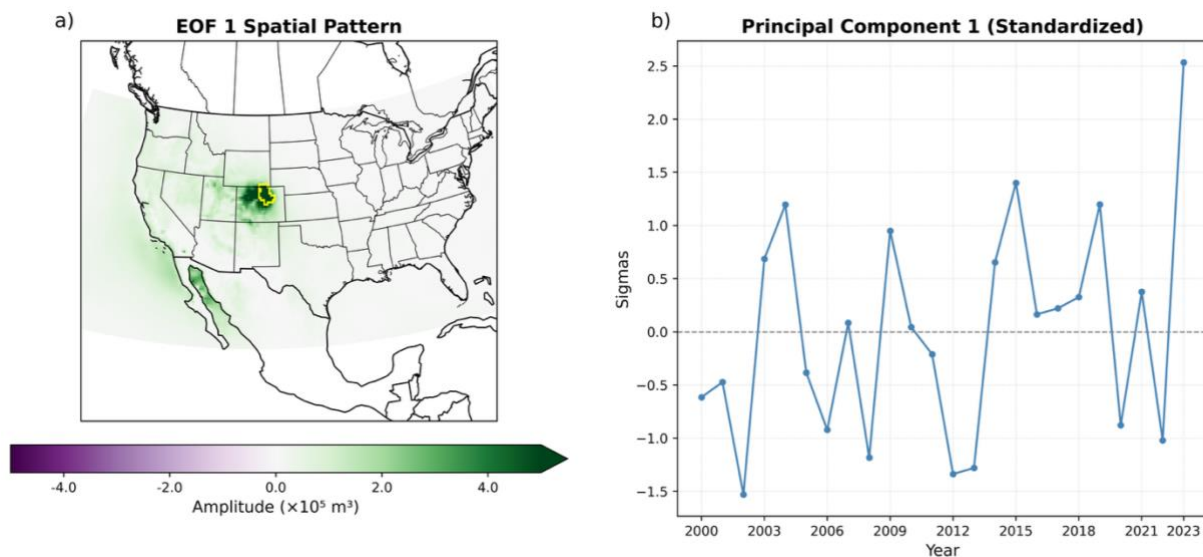 a)
EOF 1 Spatial Pattern
-4.0 -2.0 0.0 2.0 4.0
Amplitude (×10⁵ m³)
b)
Principal Component 1 (Standardized)
2.5
2.0
1.5
1.0
0.5
0.0
−0.5
−1.0
−1.5
Sigmas
2000 2003 2006 2009 2012 2015 2018 2021 2023
Year